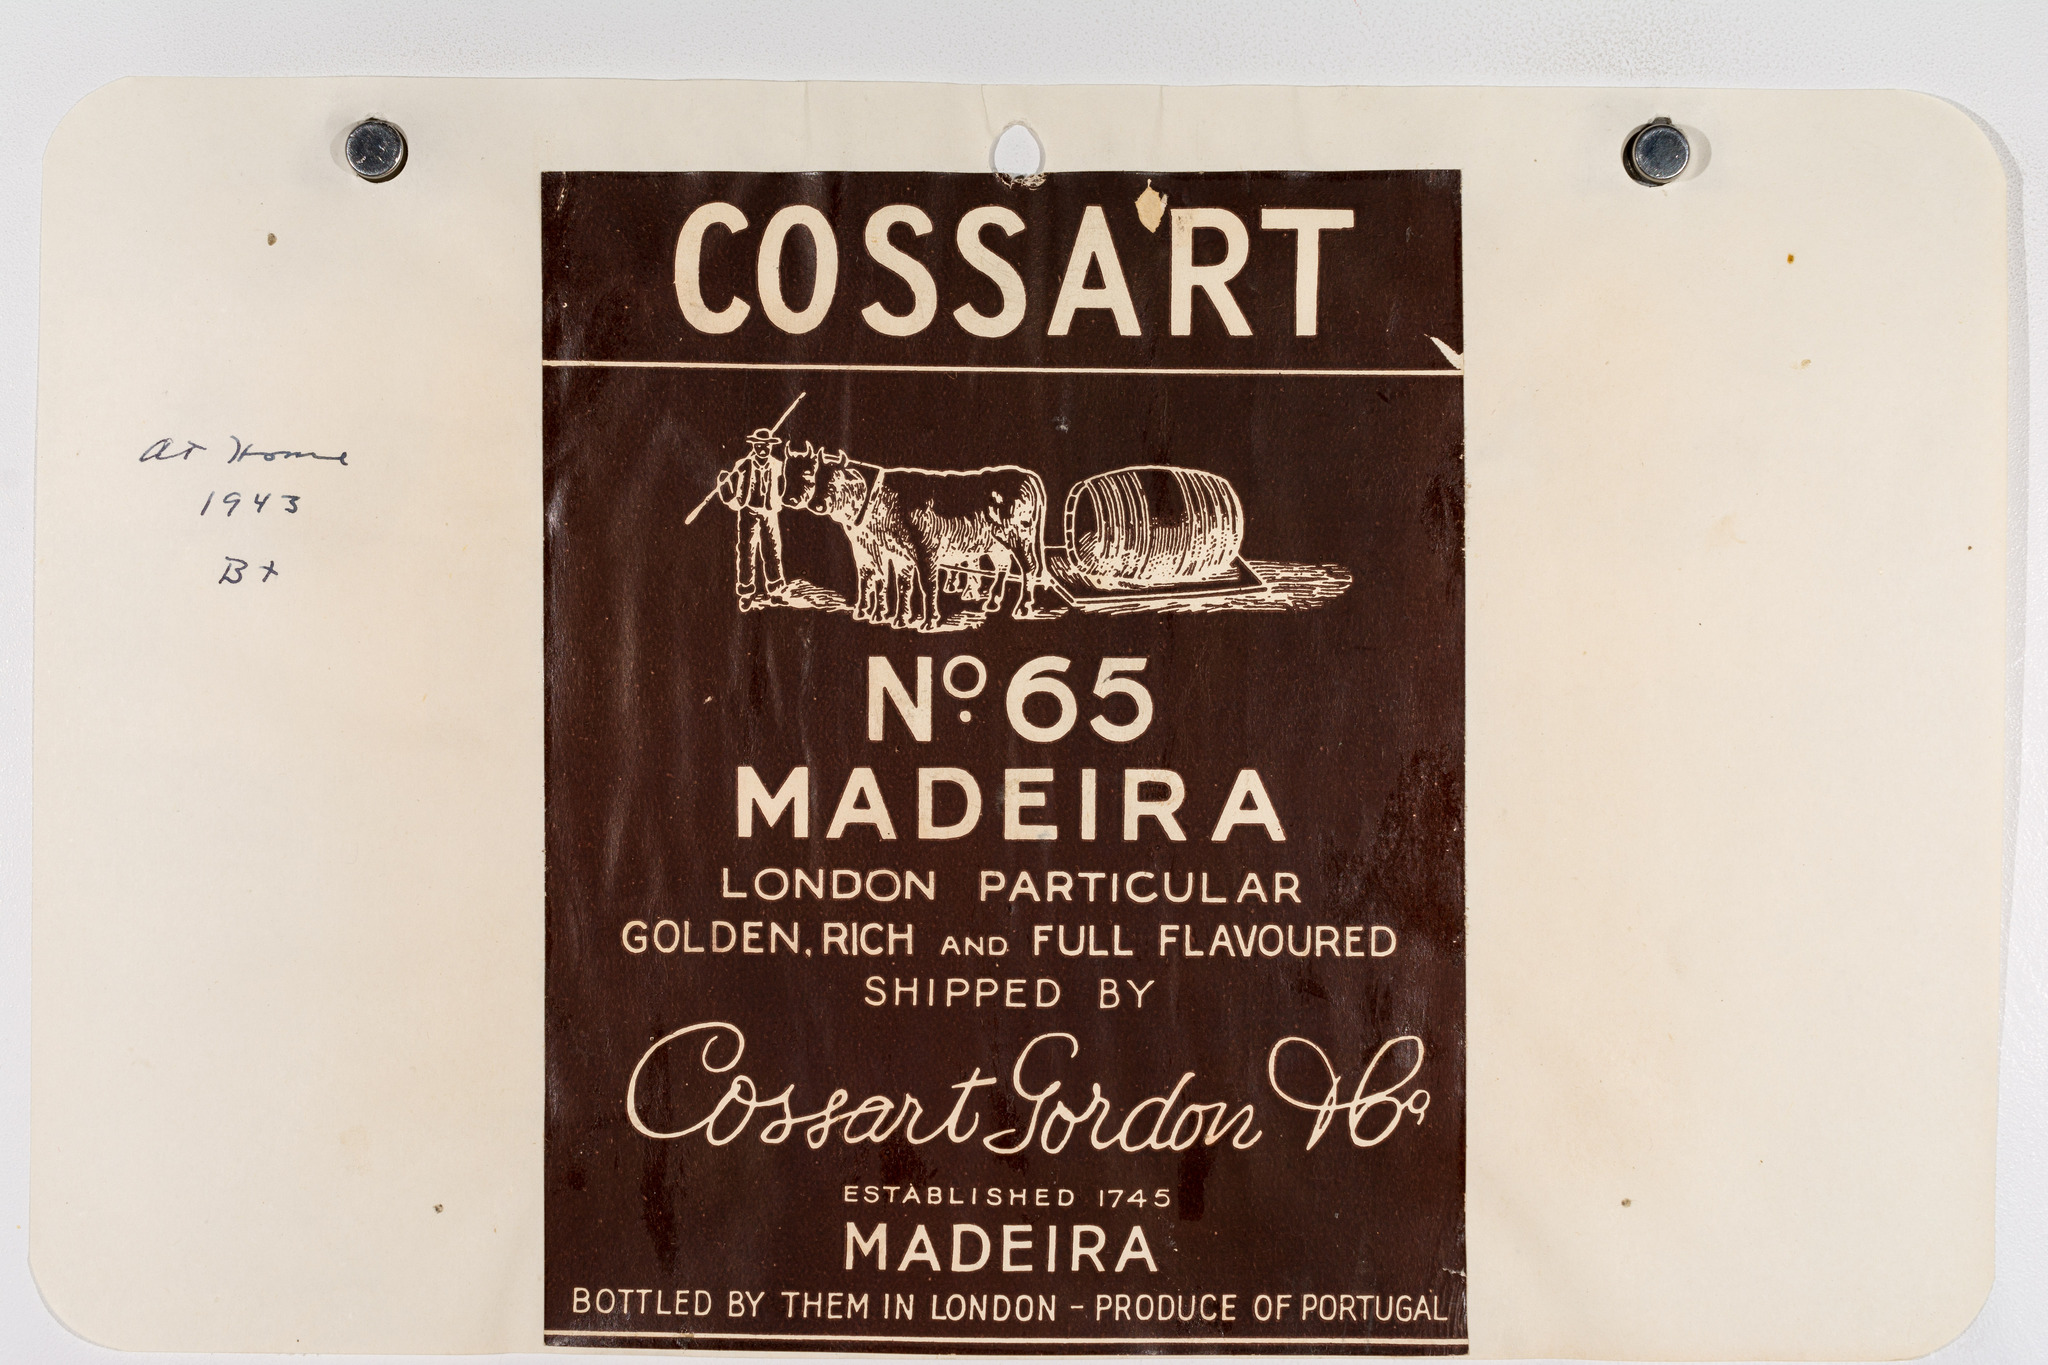 COSSART
At Home
1943
B+
No. 65
MADEIRA
LONDON PARTICULAR
GOLDEN, RICH AND FULL FLAVOURED
SHIPPED BY
Cossart Gordon & Co
ESTABLISHED 1745
MADEIRA
BOTTLED BY THEM IN LONDON - PRODUCE OF PORTUGAL